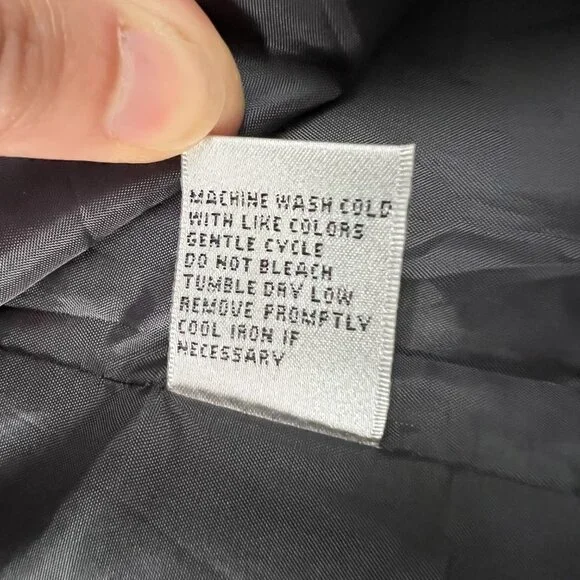 MACHINE WASH COLD
WITH LIKE COLORS
GENTLE CYCLE
DO NOT BLEACH
TUMBLE DRY LOW
REMOVE PROMPTLY
COOL IRON IF
NECESSARY